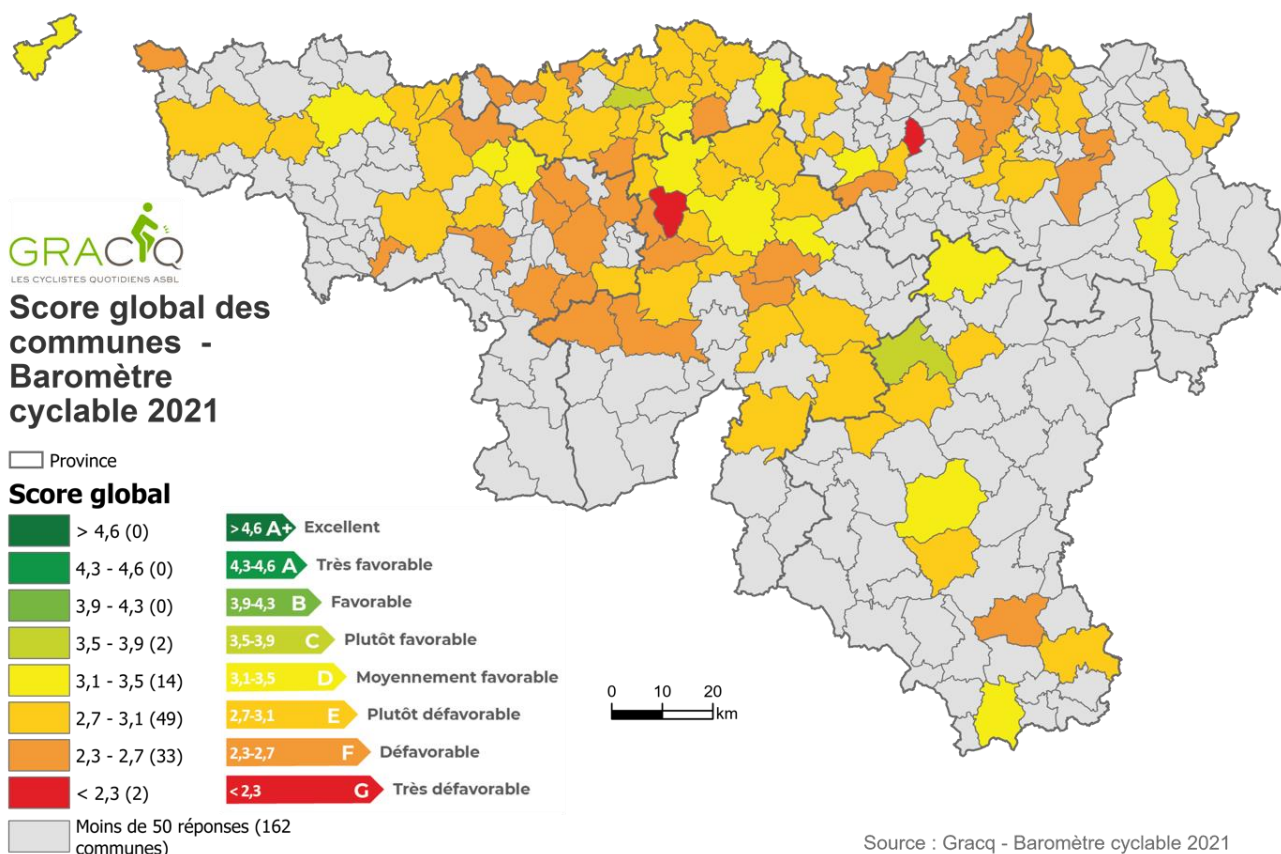 GRACQ
LES CYCLISTES QUOTIDIENS ASBL
Score global des
communes -
Baromètre
cyclable 2021
Province
Score global
> 4,6 (0)
4,3 - 4,6 (0)
3,9 - 4,3 (0)
3,5 - 3,9 (2)
3,1 - 3,5 (14)
2,7 - 3,1 (49)
2,3 - 2,7 (33)
< 2,3 (2)
Moins de 50 réponses (162
communes)
> 4,6 A+ Excellent
4,3-4,6 A Très favorable
3,9-4,3 B Favorable
3,5-3,9 C Plutôt favorable
3,1-3,5 D Moyennement favorable
2,7-3,1 E Plutôt défavorable
2,3-2,7 F Défavorable
< 2,3 G Très défavorable
0 10 20
km
Source : Gracq - Baromètre cyclable 2021